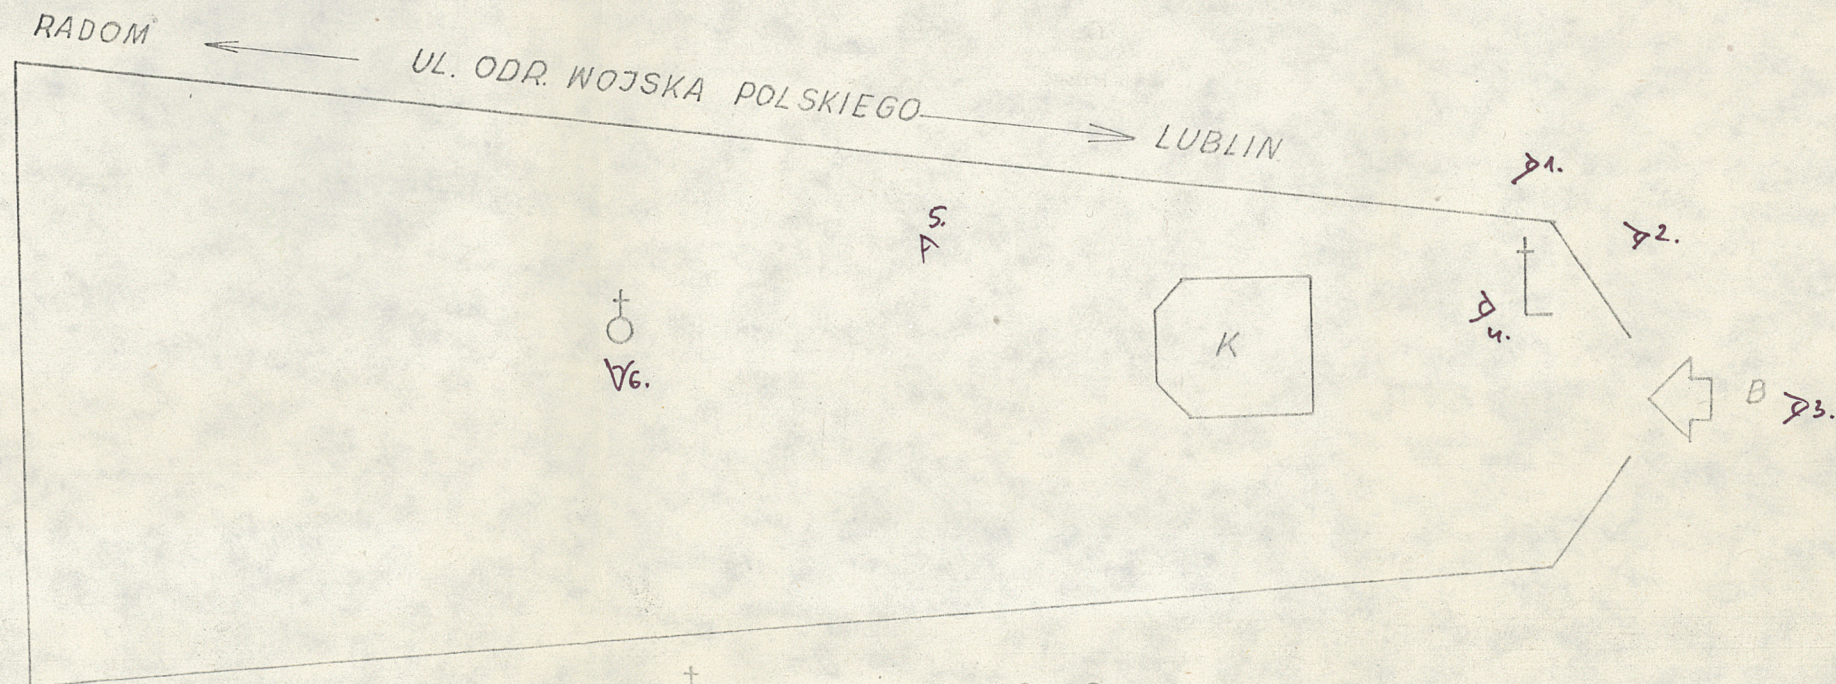 RADOM
UL. ODR. WOJSKA POLSKIEGO
LUBLIN
1.
2.
5.
K
4.
B
3.
6.